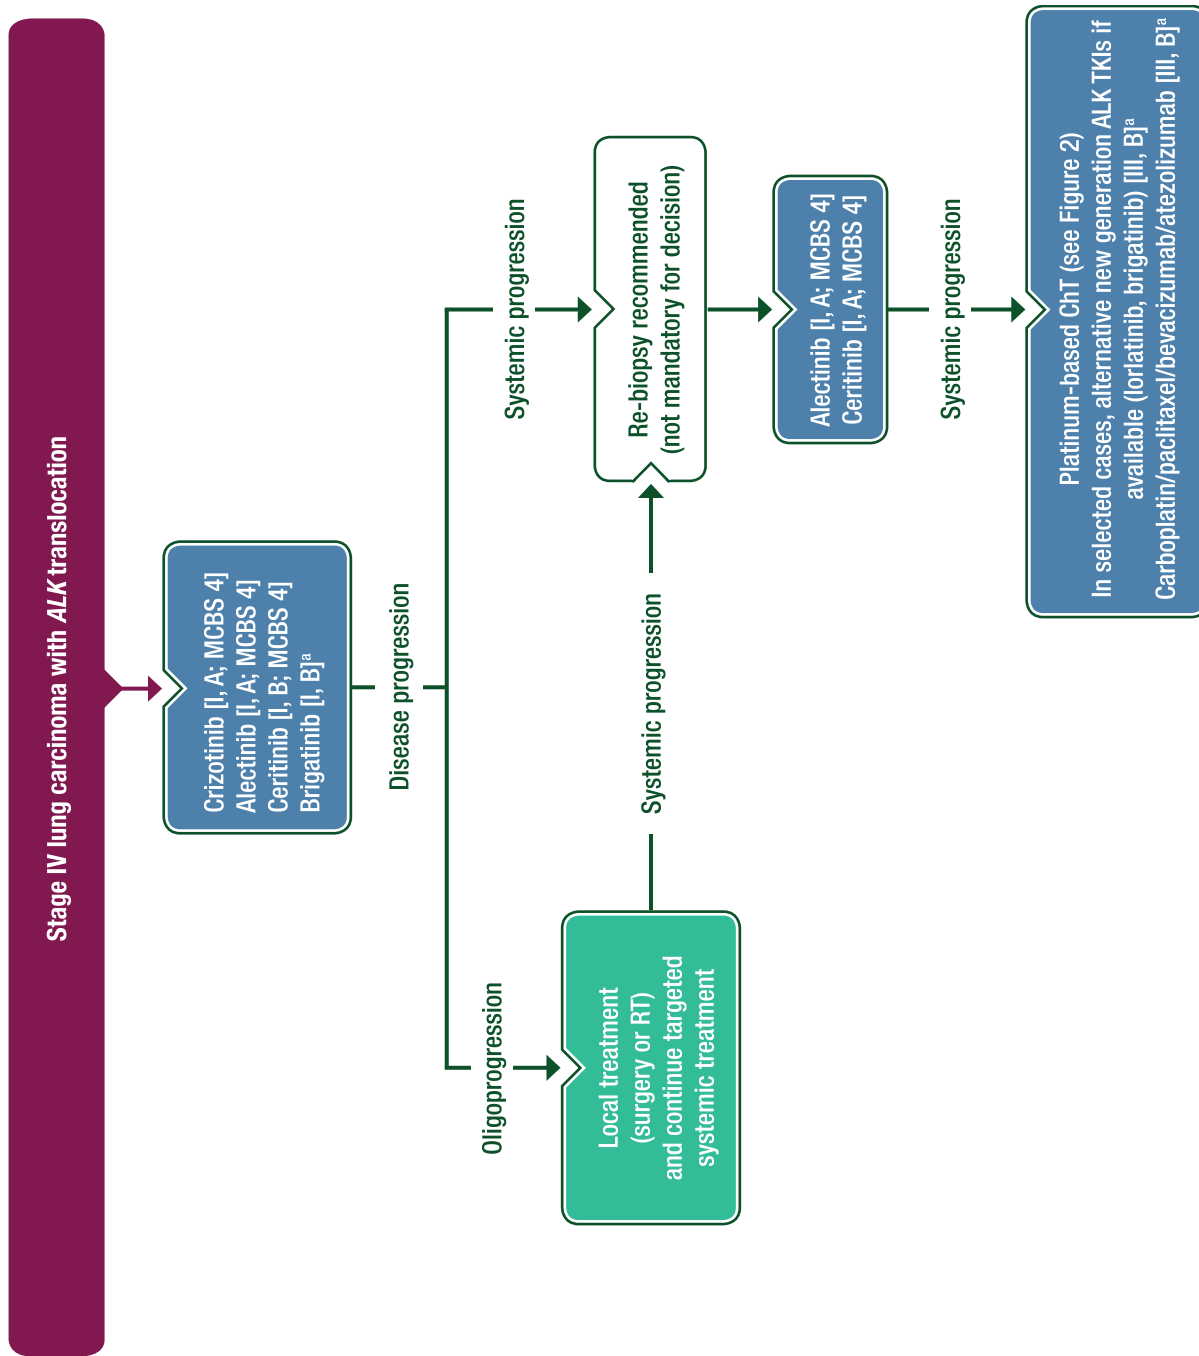 Stage IV lung carcinoma with ALK translocation
Crizotinib [I, A; MCBS 4]
Alectinib [I, A; MCBS 4]
Ceritinib [I, B; MCBS 4]
Brigatinib [I, B]a
Disease progression
Oligoprogression
Systemic progression
Local treatment
(surgery or RT)
and continue targeted
systemic treatment
Systemic progression
Re-biopsy recommended
(not mandatory for decision)
Alectinib [I, A; MCBS 4]
Ceritinib [I, A; MCBS 4]
Systemic progression
Platinum-based ChT (see Figure 2)
In selected cases, alternative new generation ALK TKIs if
available (lorlatinib, brigatinib) [III, B]a
Carboplatin/paclitaxel/bevacizumab/atezolizumab [III, B]a